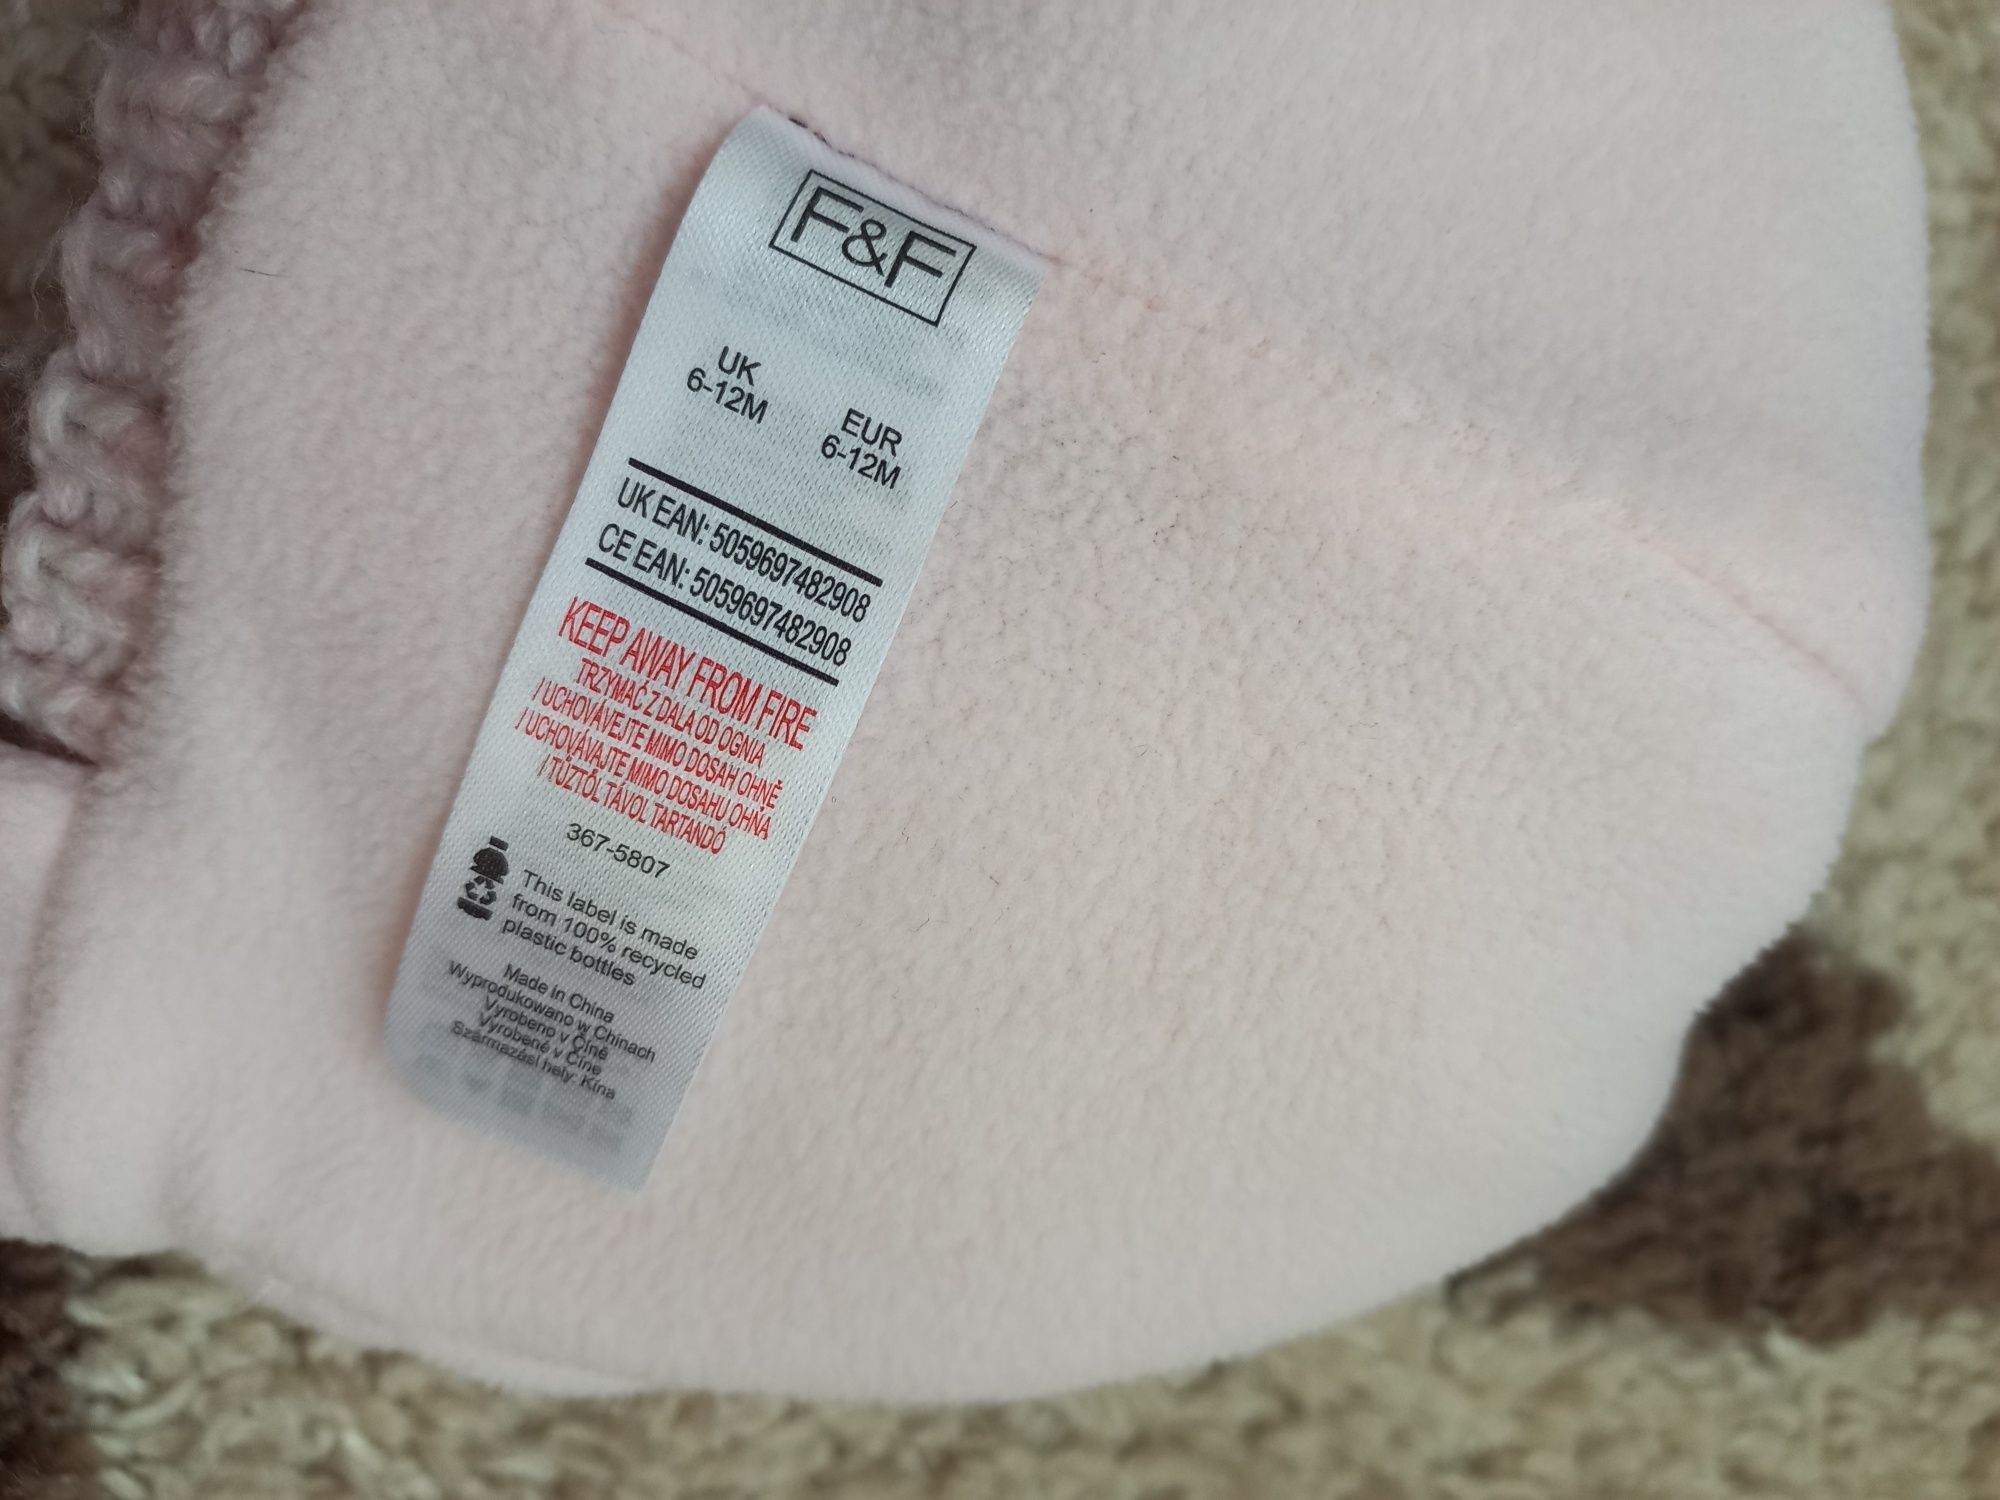 F&F
UK
6-12M
EUR
6-12M
UK EAN: 5059697482908
CE EAN: 5059697482908
KEEP AWAY FROM FIRE
TRZYMAĆ Z DALA OD OGNIA
/ UCHOVÁVEJTE MIMO DOSAH OHNĚ
/ UCHOVÁVAJTE MIMO DOSAHU OHŇA
/ TŰZTŐL TÁVOL TARTANDÓ
367-5807
This label is made
from 100% recycled
plastic bottles
Made in China
Wyprodukowano w Chinach
Vyrobeno v Číně
Vyrobené v Číne
Származási hely: Kína